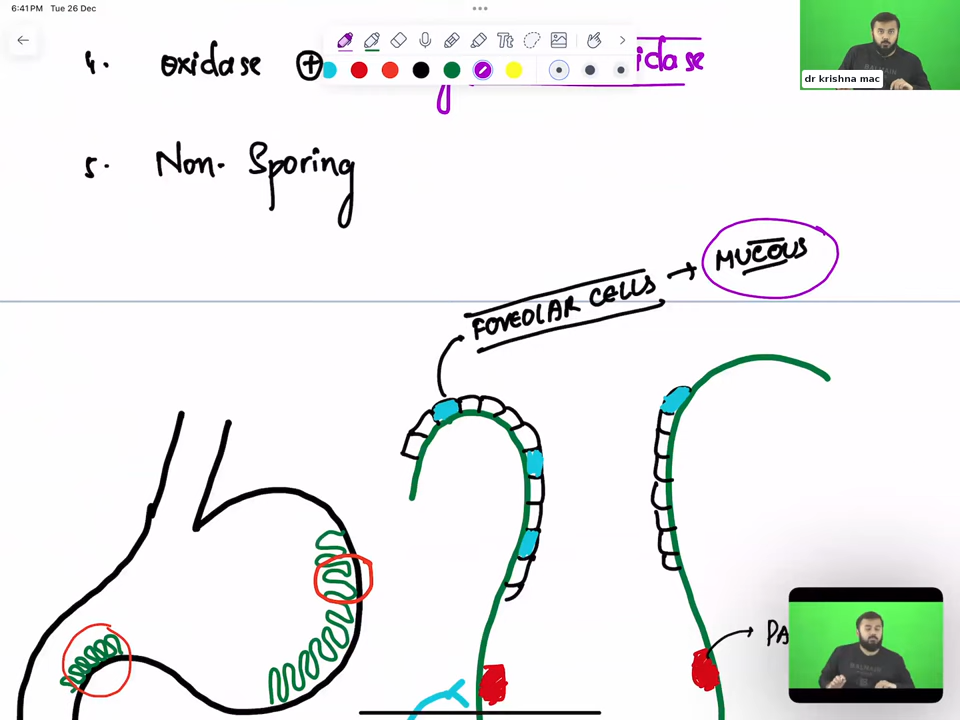 6:41 PM Tue 26 Dec
4. oxidase ⊕ idase
dr krishna mac
5. Non-Sporing
FOVEOLAR CELLS → MUCOUS
PA